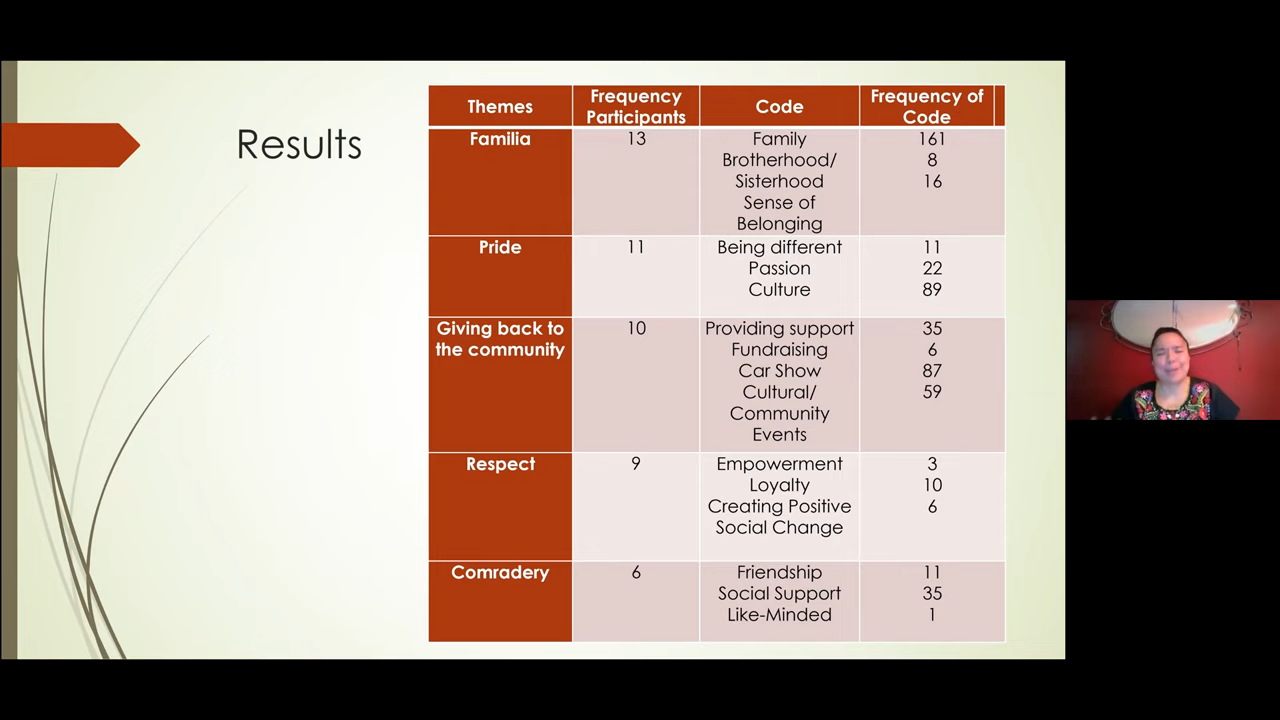 Results
Themes
Frequency Participants
Code
Frequency of Code
Familia
13
Family
161
Brotherhood/
8
Sisterhood
16
Sense of
Belonging
Pride
11
Being different
11
Passion
22
Culture
89
Giving back to
the community
10
Providing support
35
Fundraising
6
Car Show
87
Cultural/
59
Community
Events
Respect
9
Empowerment
3
Loyalty
10
Creating Positive
6
Social Change
Comradery
6
Friendship
11
Social Support
35
Like-Minded
1